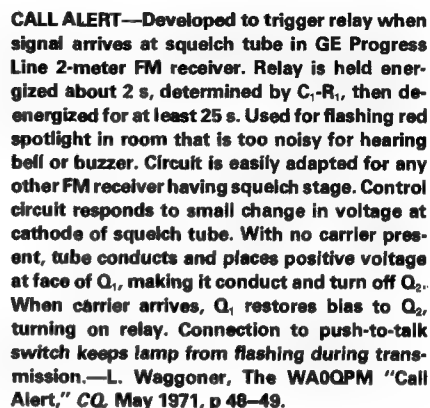 CALL ALERT—Developed to trigger relay when
signal arrives at squelch tube in GE Progress
Line 2-meter FM receiver. Relay is held ener-
gized about 2 s, determined by C₁-R₁, then de-
energized for at least 25 s. Used for flashing red
spotlight in room that is too noisy for hearing
bell or buzzer. Circuit is easily adapted for any
other FM receiver having squelch stage. Control
circuit responds to small change in voltage at
cathode of squelch tube. With no carrier pres-
ent, tube conducts and places positive voltage
at face of Q₁, making it conduct and turn off Q₂.
When carrier arrives, Q₁ restores bias to Q₂,
turning on relay. Connection to push-to-talk
switch keeps lamp from flashing during trans-
mission.—L. Waggoner, The WA0QPM "Call
Alert," CQ, May 1971, p 48–49.